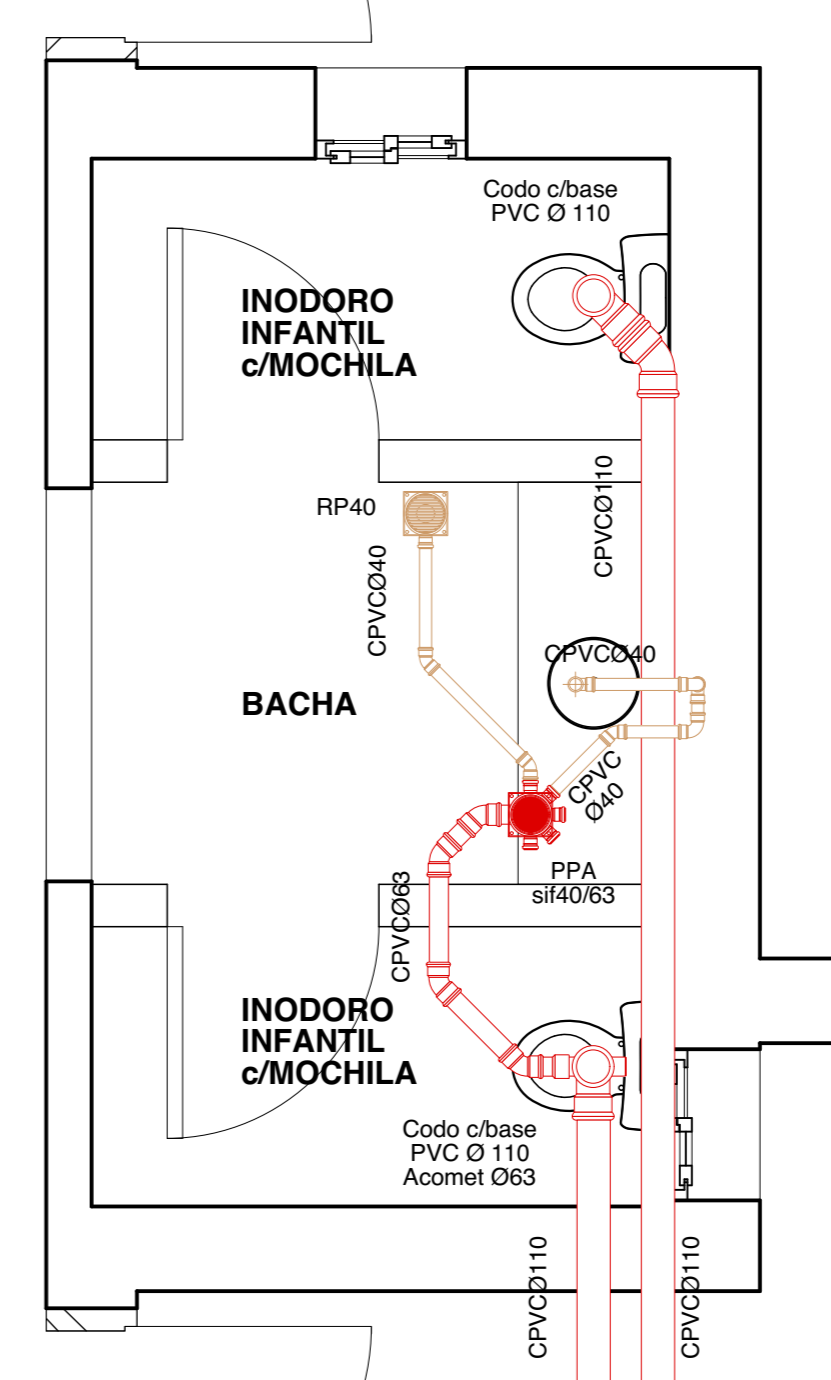 Codo c/base
PVC Ø 110
INODORO
INFANTIL
c/MOCHILA
RP40
CPVCØ110
CPVCØ40
CPVCØ40
BACHA
CPVC
Ø40
PPA
sif40/63
CPVCØ63
INODORO
INFANTIL
c/MOCHILA
Codo c/base
PVC Ø 110
Acomet Ø63
CPVCØ110
CPVCØ110